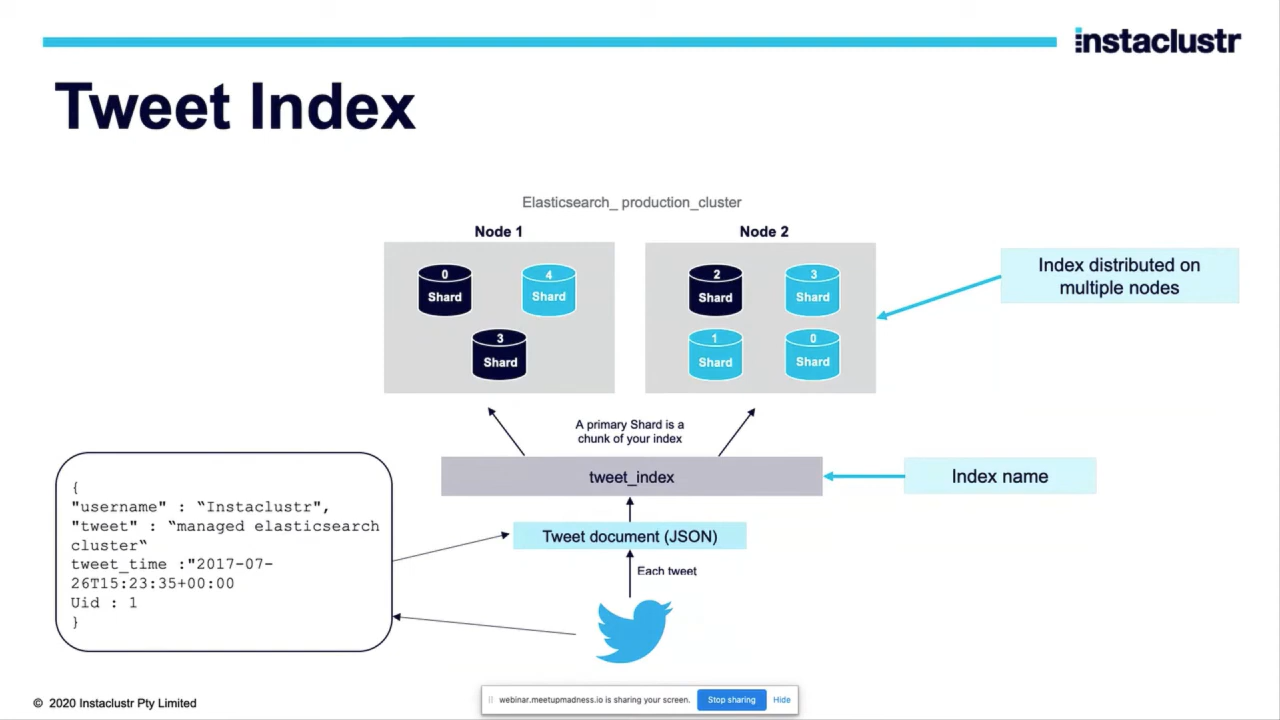 instaclustr
Tweet Index
Elasticsearch_ production_cluster
Node 1
Node 2
0
Shard
4
Shard
3
Shard
2
Shard
3
Shard
1
Shard
0
Shard
Index distributed on
multiple nodes
A primary Shard is a
chunk of your index
tweet_index
Index name
Tweet document (JSON)
Each tweet
{
"username" : “Instaclustr",
"tweet" : “managed elasticsearch
cluster“
tweet_time :"2017-07-
26T15:23:35+00:00
Uid : 1
}
© 2020 Instaclustr Pty Limited
webinar.meetupmadness.io is sharing your screen.
Stop sharing
Hide